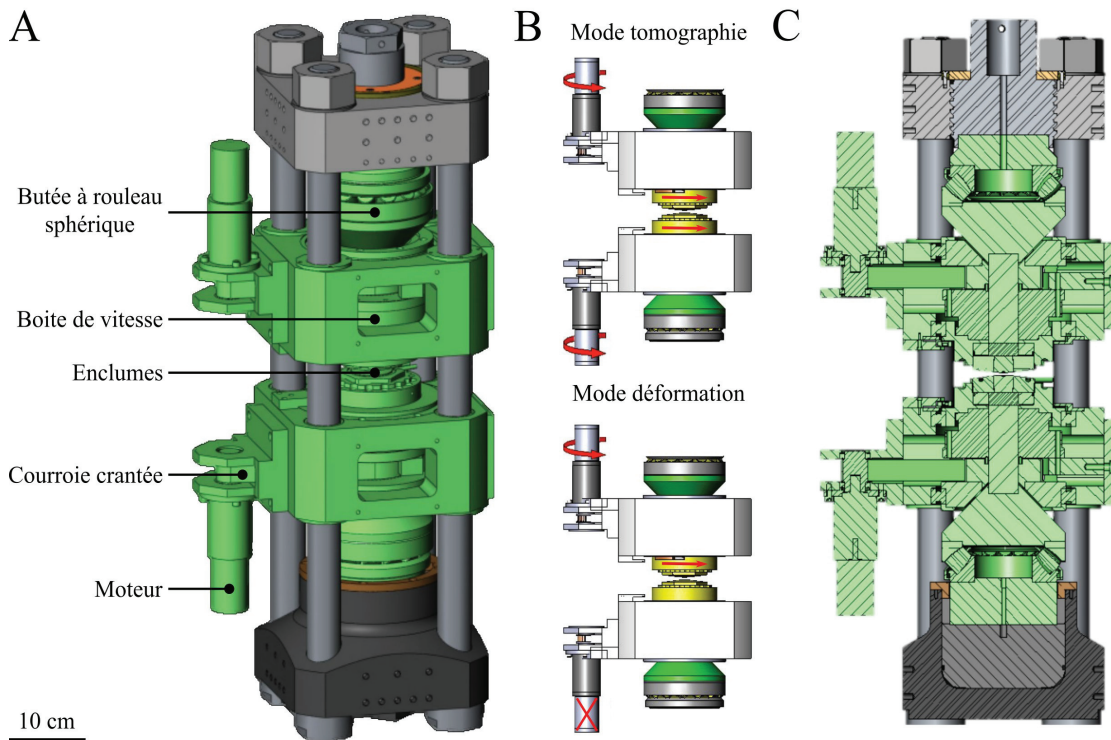 A
B
C
Mode tomographie
Butée à rouleau
sphérique
Boite de vitesse
Enclumes
Mode déformation
Courroie crantée
Moteur
10 cm